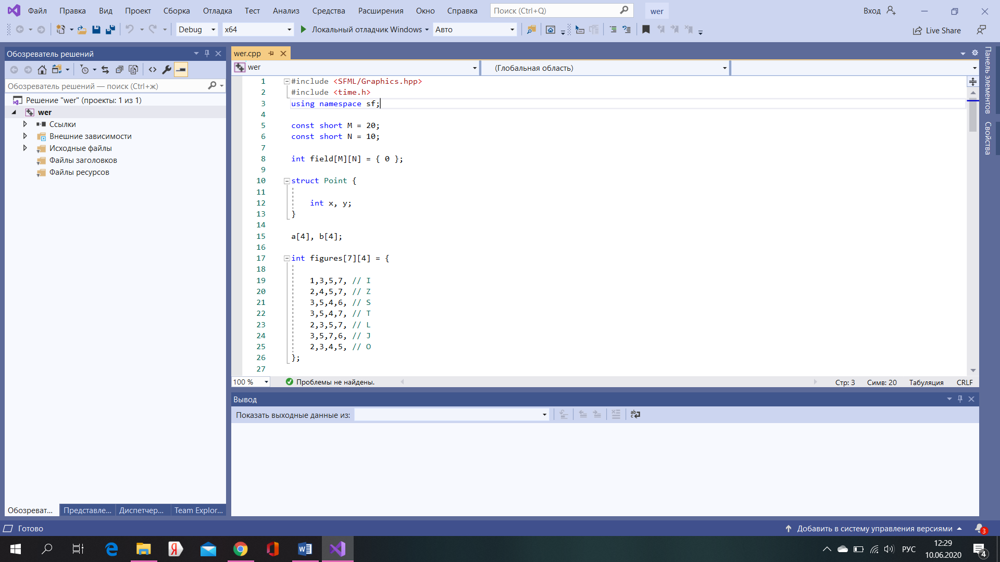 Файл Правка Вид Проект Сборка Отладка Тест Анализ Средства Расширения Окно Справка Поиск (Ctrl+Q) wer Вход
Debug x64 Локальный отладчик Windows Авто Live Share
Обозреватель решений
Обозреватель решений — поиск (Ctrl+ж)
Решение "wer" (проекты: 1 из 1)
wer
Ссылки
Внешние зависимости
Исходные файлы
Файлы заголовков
Файлы ресурсов
Обозреват... Представле... Диспетчер... Team Explor...
wer.cpp
wer (Глобальная область)
1 #include <SFML/Graphics.hpp>
2 #include <time.h>
3 using namespace sf;
4
5 const short M = 20;
6 const short N = 10;
7
8 int field[M][N] = { 0 };
9
10 struct Point {
11
12 int x, y;
13 }
14
15 a[4], b[4];
16
17 int figures[7][4] = {
18
19 1,3,5,7, // I
20 2,4,5,7, // Z
21 3,5,4,6, // S
22 3,5,4,7, // T
23 2,3,5,7, // L
24 3,5,7,6, // J
25 2,3,4,5, // O
26 };
27
100 % Проблемы не найдены. Стр: 3 Симв: 20 Табуляция CRLF
Вывод
Показать выходные данные из:
Панель элементов
Свойства
Готово Добавить в систему управления версиями 3
РУС 12:29
10.06.2020 4